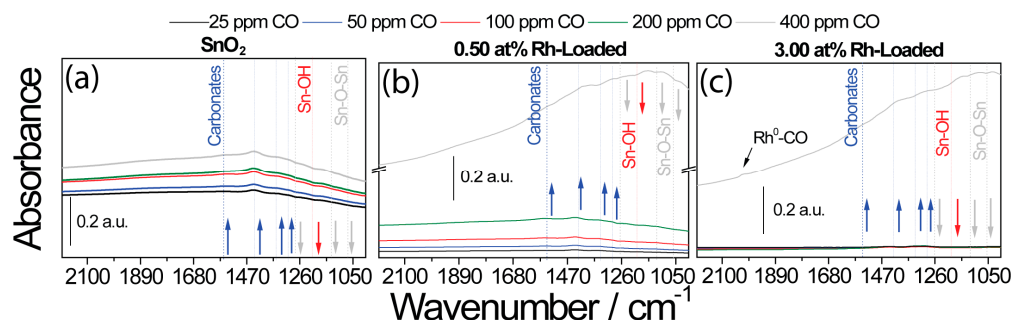 25 ppm CO 50 ppm CO 100 ppm CO 200 ppm CO 400 ppm CO
SnO2 0.50 at% Rh-Loaded 3.00 at% Rh-Loaded
(a) (b) (c)
Carbonates Sn-OH Sn-O-Sn
Carbonates Sn-OH Sn-O-Sn
Carbonates Sn-OH Sn-O-Sn
Rh0-CO
0.2 a.u. 0.2 a.u. 0.2 a.u.
Absorbance
2100 1890 1680 1470 1260 1050 2100 1890 1680 1470 1260 1050 2100 1890 1680 1470 1260 1050
Wavenumber / cm-1